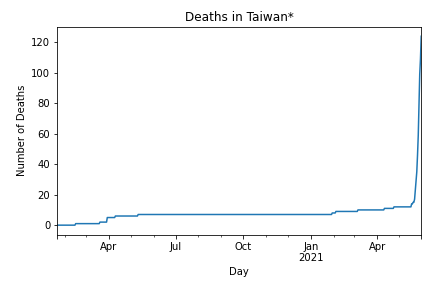 Deaths in Taiwan*
120
100
80
60
40
20
0
Number of Deaths
Apr
Jul
Oct
Jan
2021
Apr
Day